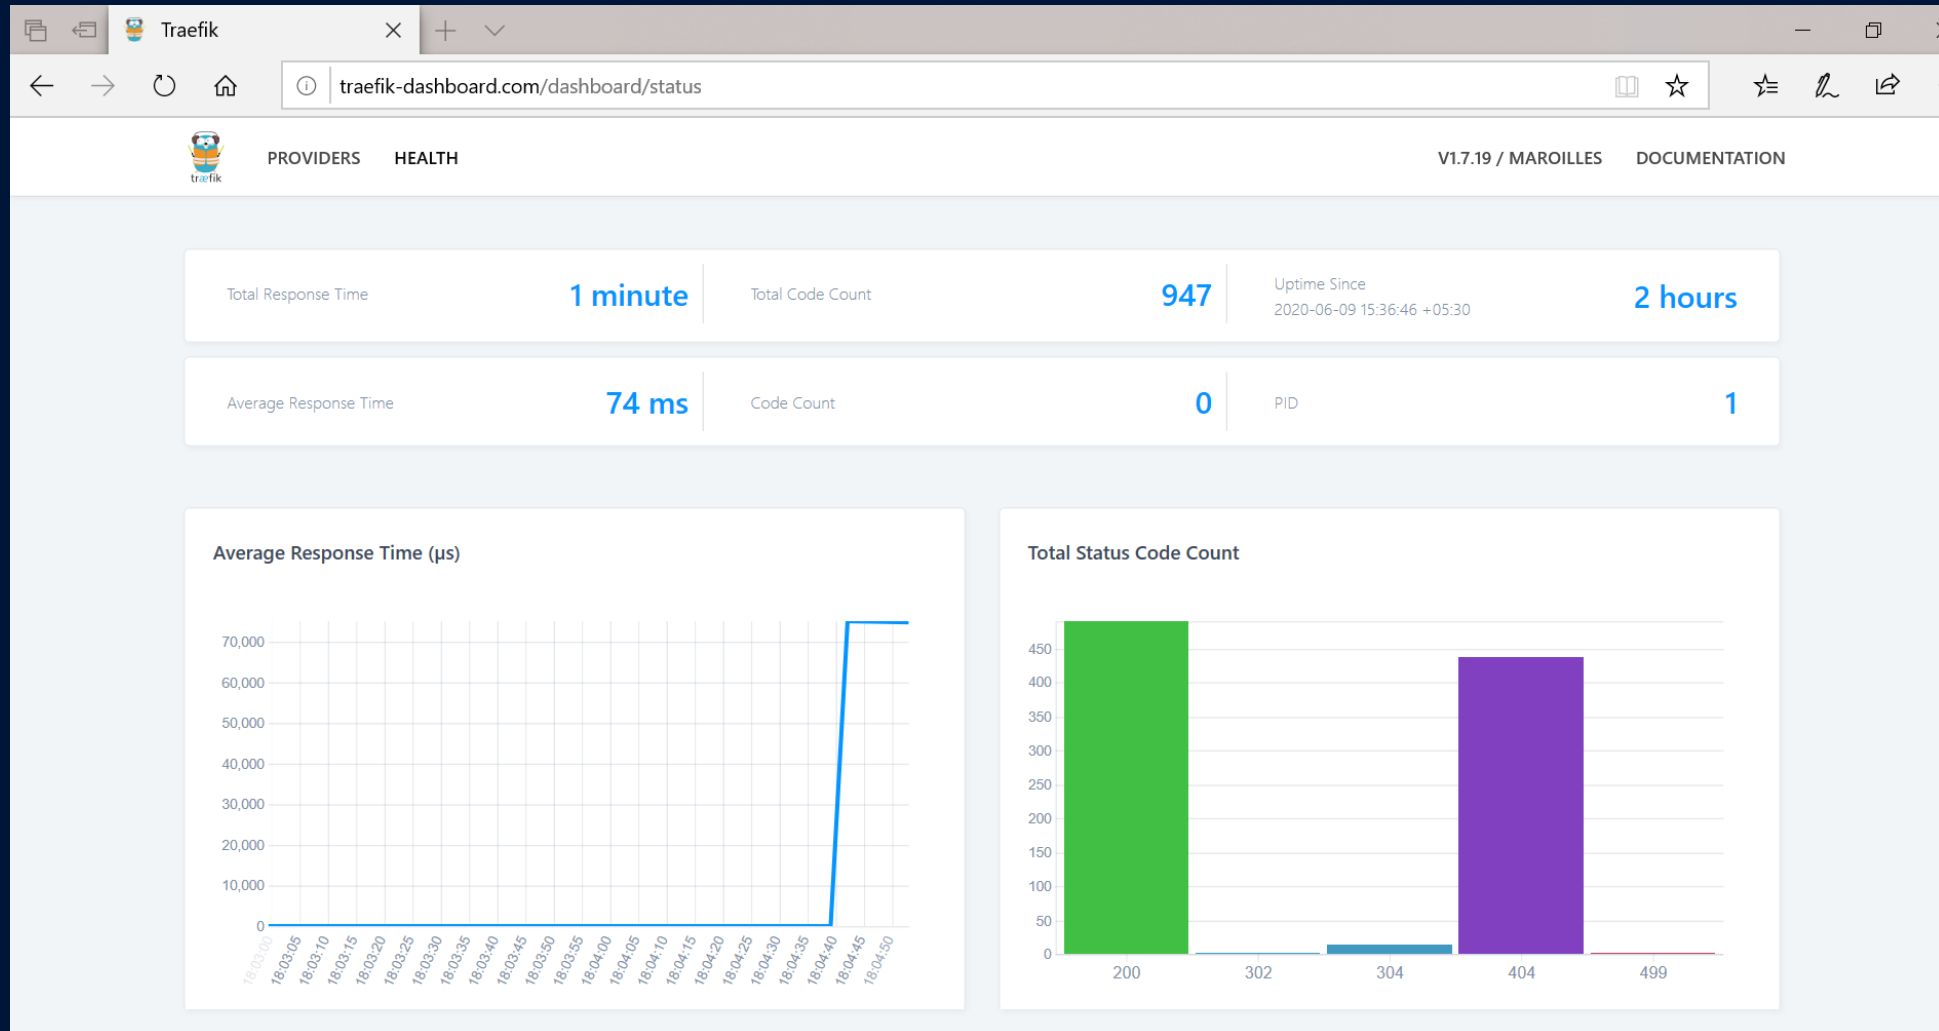 Traefik
traefik-dashboard.com/dashboard/status
træfik
PROVIDERS HEALTH V1.7.19 / MAROILLES DOCUMENTATION
Total Response Time 1 minute Total Code Count 947 Uptime Since 2 hours
2020-06-09 15:36:46 +05:30
Average Response Time 74 ms Code Count 0 PID 1
Average Response Time (µs)
70,000
60,000
50,000
40,000
30,000
20,000
10,000
0
18:03:00 18:03:05 18:03:10 18:03:15 18:03:20 18:03:25 18:03:30 18:03:35 18:03:40 18:03:45 18:03:50 18:03:55 18:04:00 18:04:05 18:04:10 18:04:15 18:04:20 18:04:25 18:04:30 18:04:35 18:04:40 18:04:45 18:04:50
Total Status Code Count
450
400
350
300
250
200
150
100
50
0
200 302 304 404 499